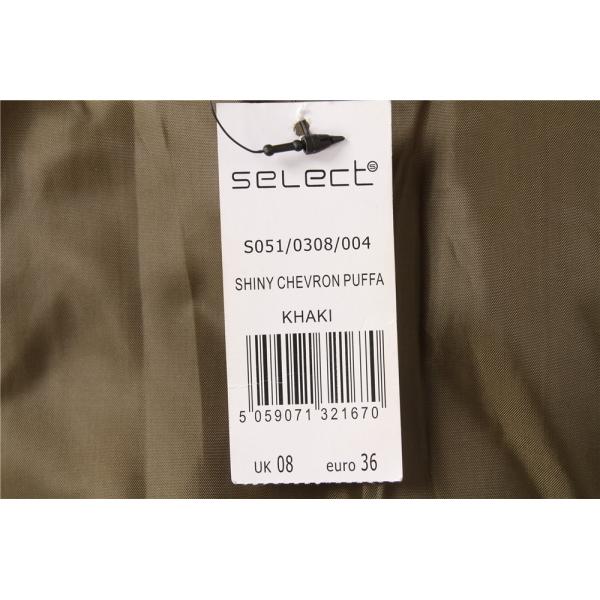 select s
S051/0308/004
SHINY CHEVRON PUFFA
KHAKI
5 059071 321670
UK 08 euro 36